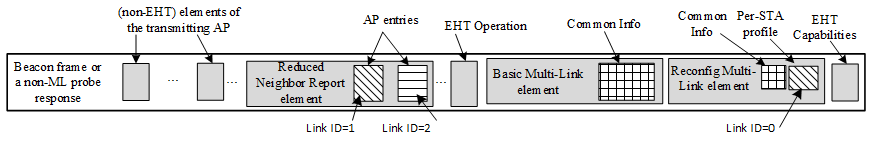 (non-EHT) elements of
the transmitting AP
AP entries
EHT Operation
Common Info
Common
Info
Per-STA
profile
EHT
Capabilities
Beacon frame or
a non-ML probe
response
...
...
Reduced
Neighbor Report
element
...
Basic Multi-Link
element
Reconfig Multi-
Link element
Link ID=1
Link ID=2
Link ID=0